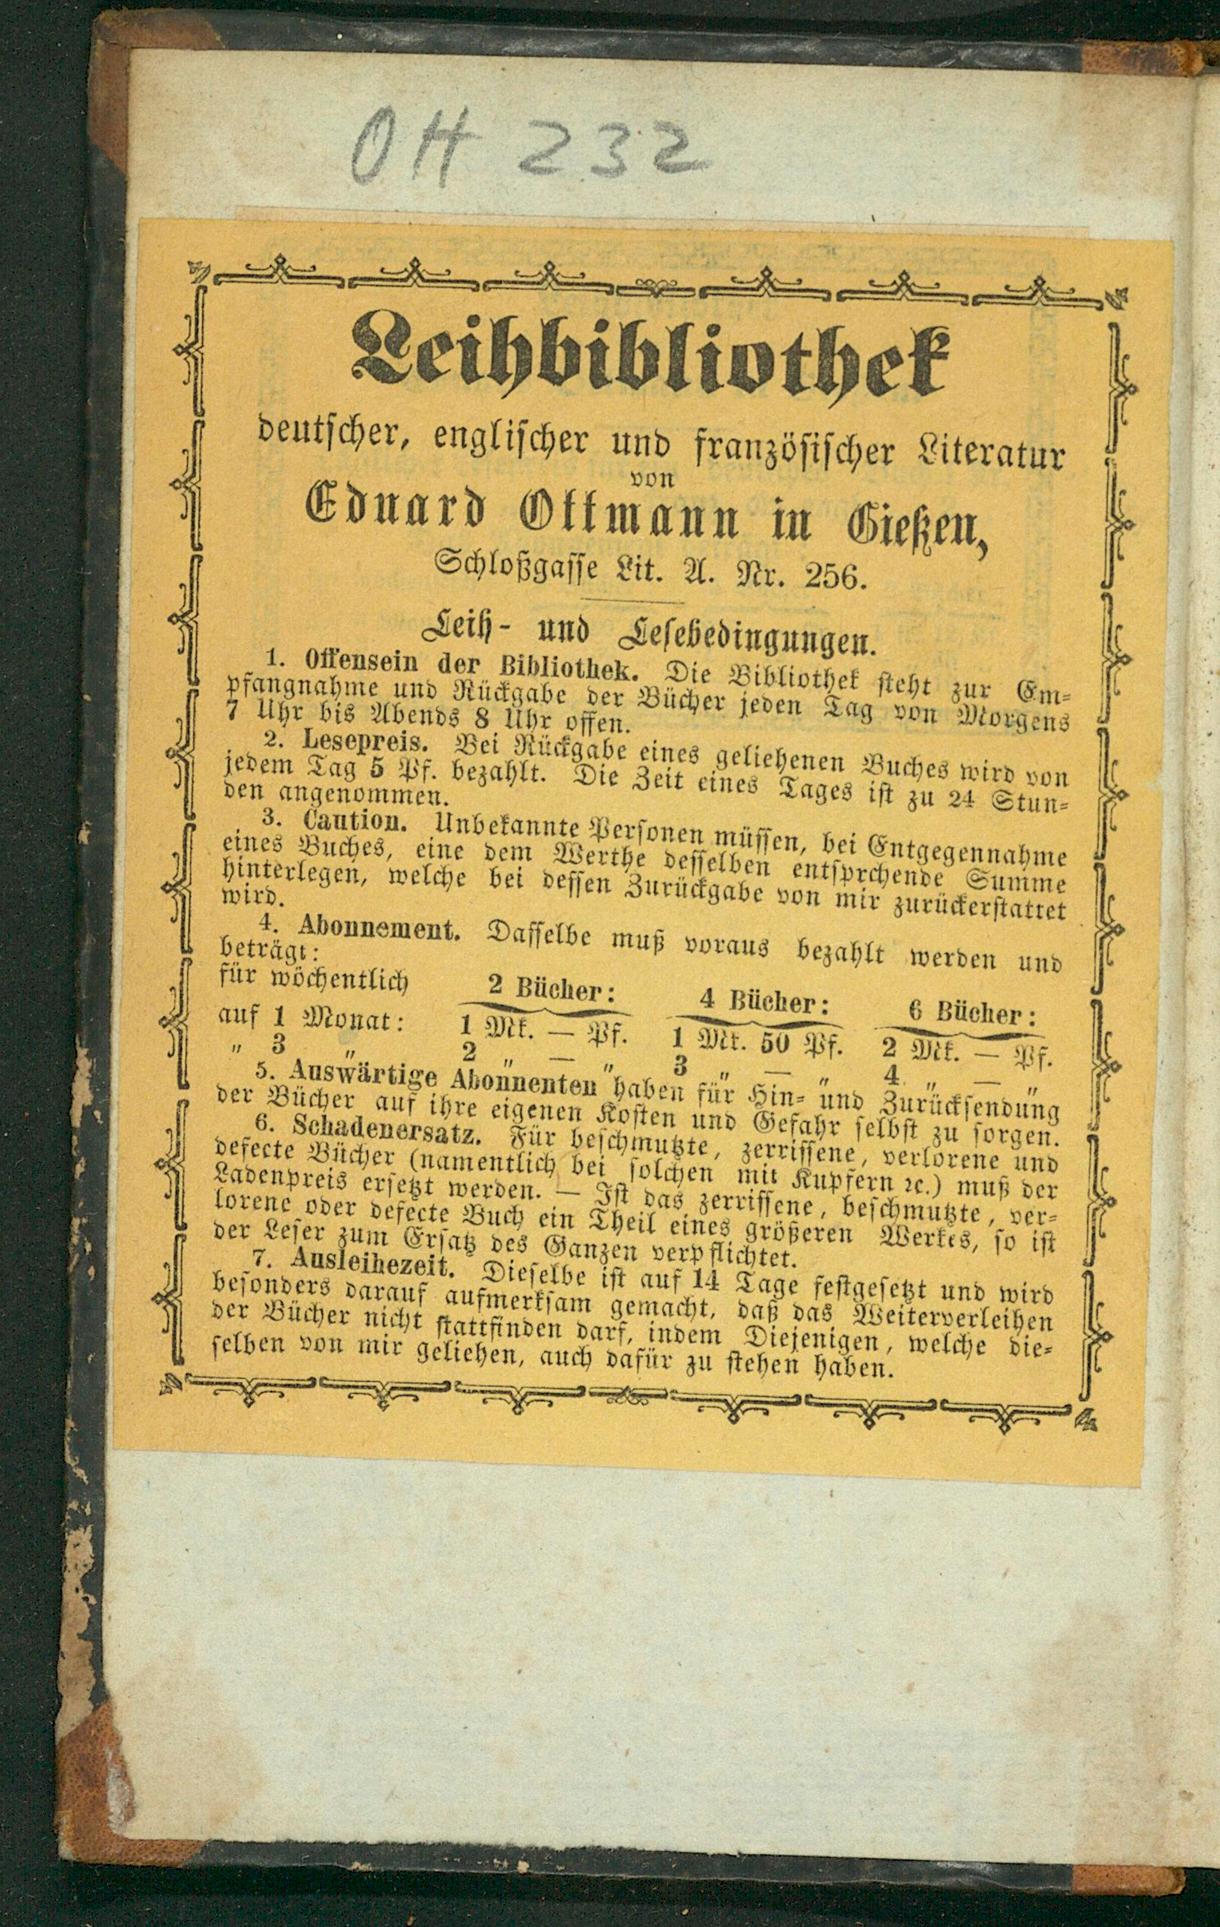 OH 232
Leihbibliothek
deutscher, englischer und französischer Literatur
von
Eduard Ottmann in Gießen,
Schloßgasse Lit. A. Nr. 256.
Leih- und Lesebedingungen.
1. Offensein der Bibliothek. Die Bibliothek steht zur Em-
pfangnahme und Rückgabe der Bücher jeden Tag von Morgens
7 Uhr bis Abends 8 Uhr offen.
2. Lesepreis. Bei Rückgabe eines geliehenen Buches wird von
jedem Tag 5 Pf. bezahlt. Die Zeit eines Tages ist zu 24 Stun-
den angenommen.
3. Caution. Unbekannte Personen müssen, bei Entgegennahme
eines Buches, eine dem Werthe desselben entsprchende Summe
hinterlegen, welche bei dessen Zurückgabe von mir zurückerstattet
wird.
4. Abonnement. Dasselbe muß voraus bezahlt werden und
beträgt:
für wöchentlich 2 Bücher: 4 Bücher: 6 Bücher:
auf 1 Monat: 1 Mk. — Pf. 1 Mk. 50 Pf. 2 Mk. — Pf.
" 3 " 2 " — " 3 " — " 4 " — "
5. Auswärtige Abonnenten haben für Hin- und Zurücksendung
der Bücher auf ihre eigenen Kosten und Gefahr selbst zu sorgen.
6. Schadenersatz. Für beschmutzte, zerrissene, verlorene und
defecte Bücher (namentlich bei solchen mit Kupfern ꝛc.) muß der
Ladenpreis ersetzt werden. — Ist das zerrissene, beschmutzte, ver-
lorene oder defecte Buch ein Theil eines größeren Werkes, so ist
der Leser zum Ersatz des Ganzen verpflichtet.
7. Ausleihezeit. Dieselbe ist auf 14 Tage festgesetzt und wird
besonders darauf aufmerksam gemacht, daß das Weiterverleihen
der Bücher nicht stattfinden darf, indem Diejenigen, welche die-
selben von mir geliehen, auch dafür zu stehen haben.